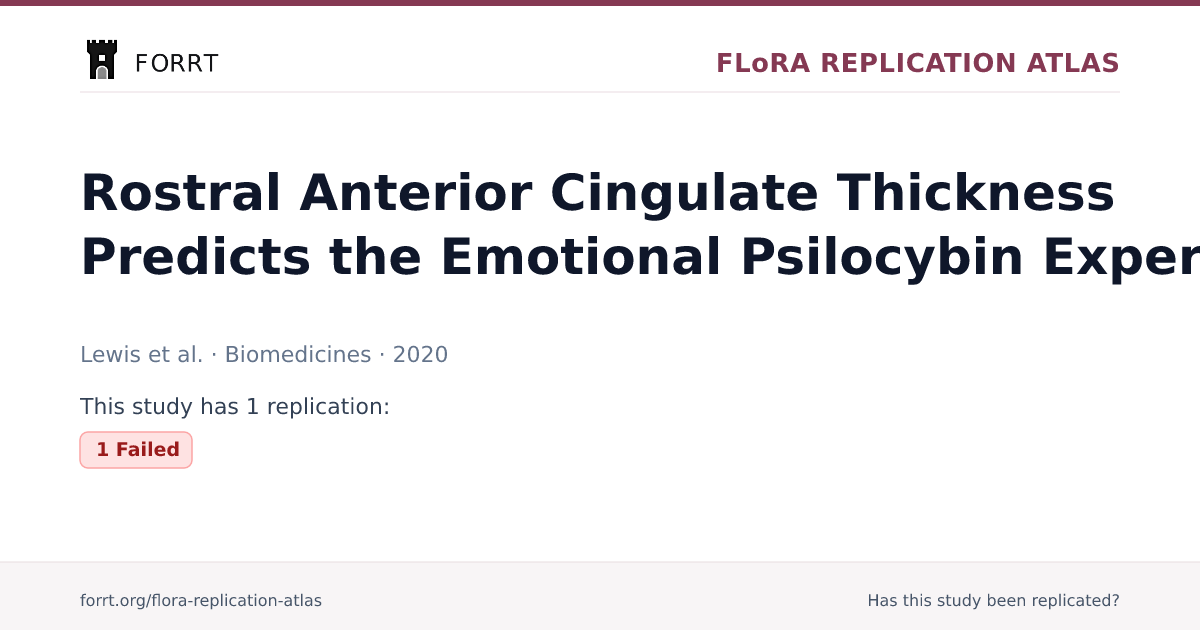 FORRT
FLoRA REPLICATION ATLAS
Rostral Anterior Cingulate Thickness
Predicts the Emotional Psilocybin Exper
Lewis et al. · Biomedicines · 2020
This study has 1 replication:
1 Failed
forrt.org/flora-replication-atlas
Has this study been replicated?